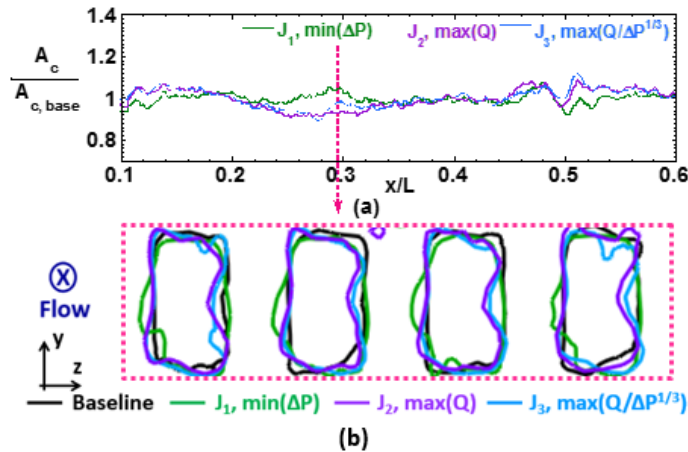 1.4
J1, min(ΔP) J2, max(Q) J3, max(Q/ΔP^1/3)
1.2
Ac
Ac, base
1
0.8
0.1 0.2 0.3 0.4 0.5 0.6
x/L
(a)
X
Flow
y
z
Baseline J1, min(ΔP) J2, max(Q) J3, max(Q/ΔP^1/3)
(b)